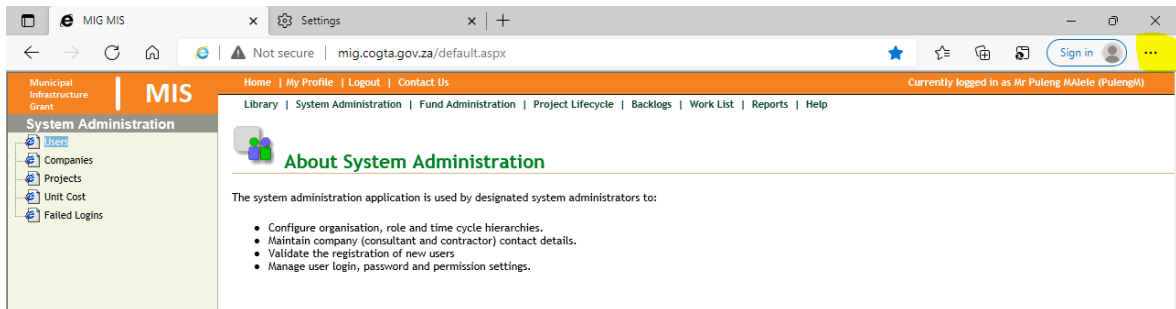 MIG MIS
Settings
Not secure | mig.cogta.gov.za/default.aspx
Sign in
Municipal
Infrastructure
Grant
MIS
Home | My Profile | Logout | Contact Us
Currently logged in as Mr Puleng MAlele (PulengM)
Library | System Administration | Fund Administration | Project Lifecycle | Backlogs | Work List | Reports | Help
System Administration
Users
Companies
Projects
Unit Cost
Failed Logins
About System Administration
The system administration application is used by designated system administrators to:
Configure organisation, role and time cycle hierarchies.
Maintain company (consultant and contractor) contact details.
Validate the registration of new users
Manage user login, password and permission settings.